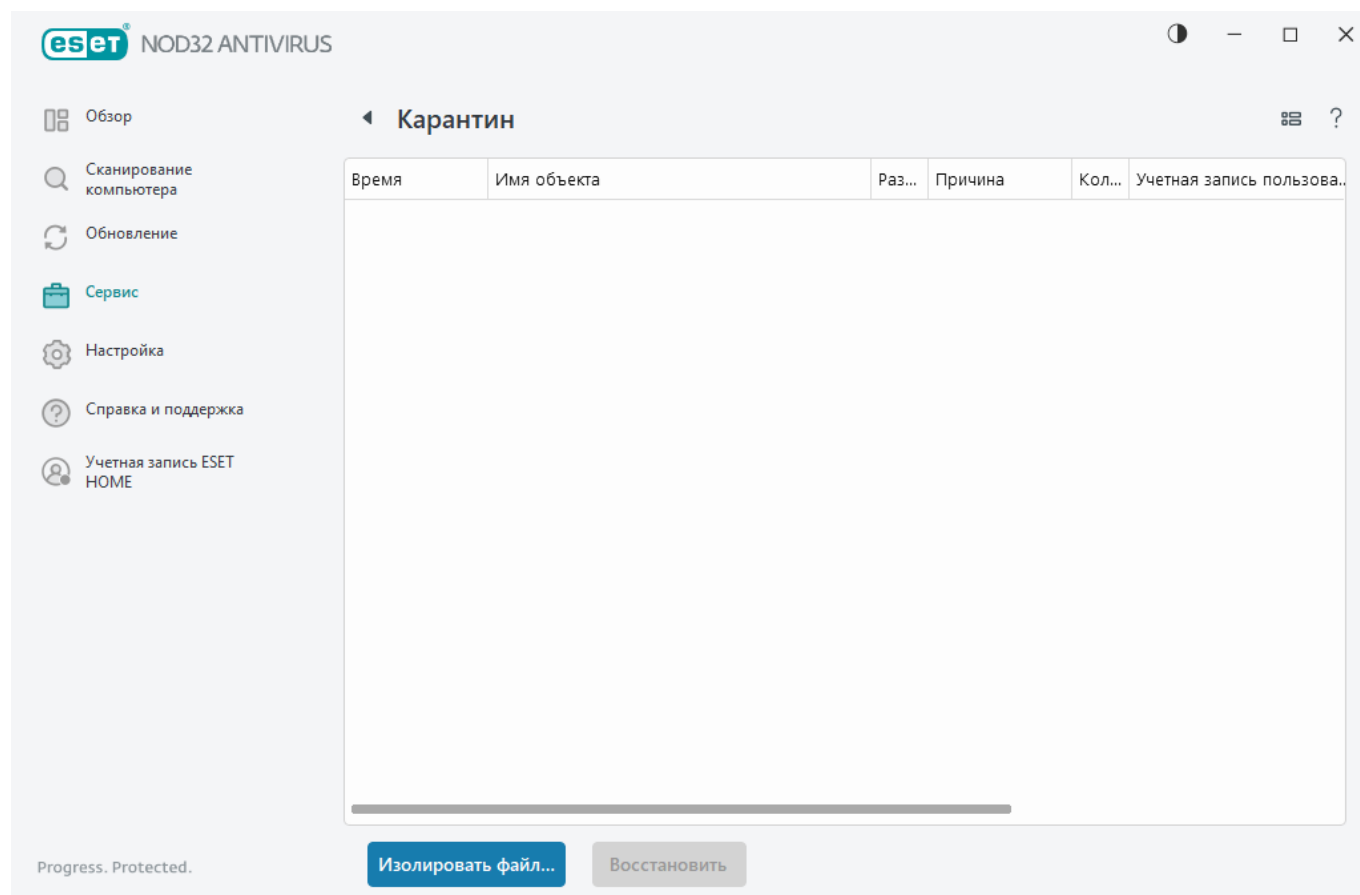 eset® NOD32 ANTIVIRUS
Обзор
Сканирование
компьютера
Обновление
Сервис
Настройка
Справка и поддержка
Учетная запись ESET
HOME
Карантин
?
Время Имя объекта Раз... Причина Кол... Учетная запись пользова..
Progress. Protected.
Изолировать файл... Восстановить